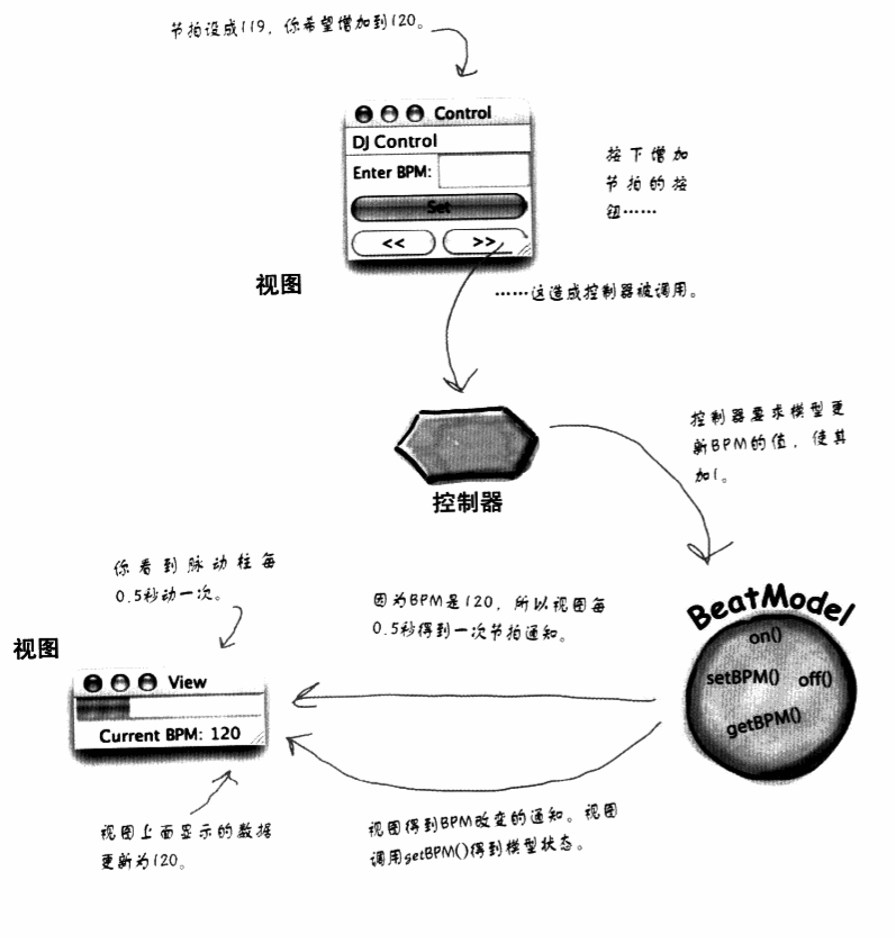 节拍设成119，你希望增加到120。
Control
DJ Control
Enter BPM:
Set
<< >>
按下增加
节拍的按
钮……
视图
……这造成控制器被调用。
控制器要求模型更
新BPM的值，使其
加1。
控制器
你看到脉动柱每
0.5秒动一次。
因为BPM是120，所以视图每
0.5秒得到一次节拍通知。
BeatModel
on()
setBPM() off()
getBPM()
视图
View
Current BPM: 120
视图上面显示的数据
更新为120。
视图得到BPM改变的通知。视图
调用getBPM()得到模型状态。